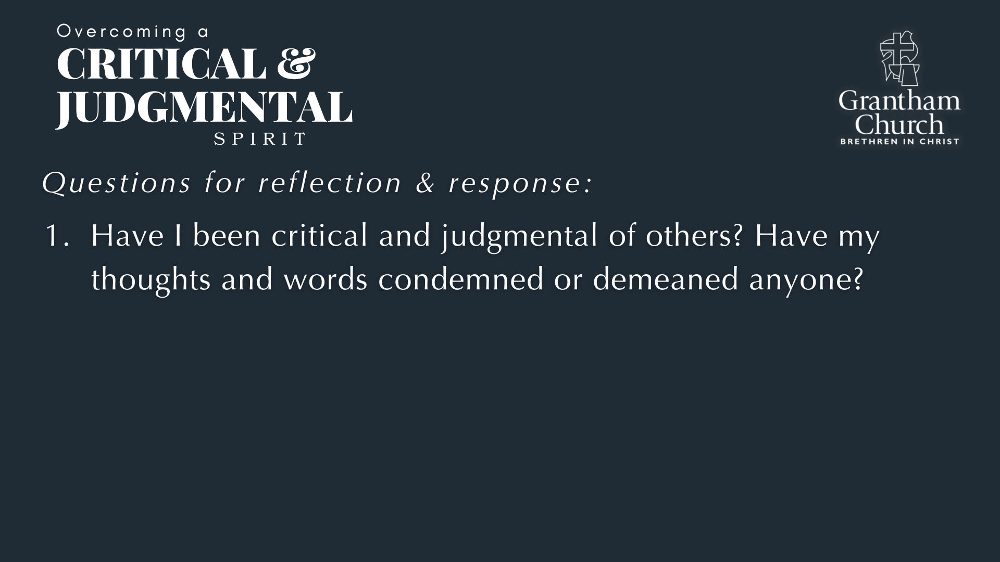 Overcoming a
CRITICAL &
JUDGMENTAL
SPIRIT
Grantham
Church
BRETHREN IN CHRIST
Questions for reflection & response:
1. Have I been critical and judgmental of others? Have my
thoughts and words condemned or demeaned anyone?